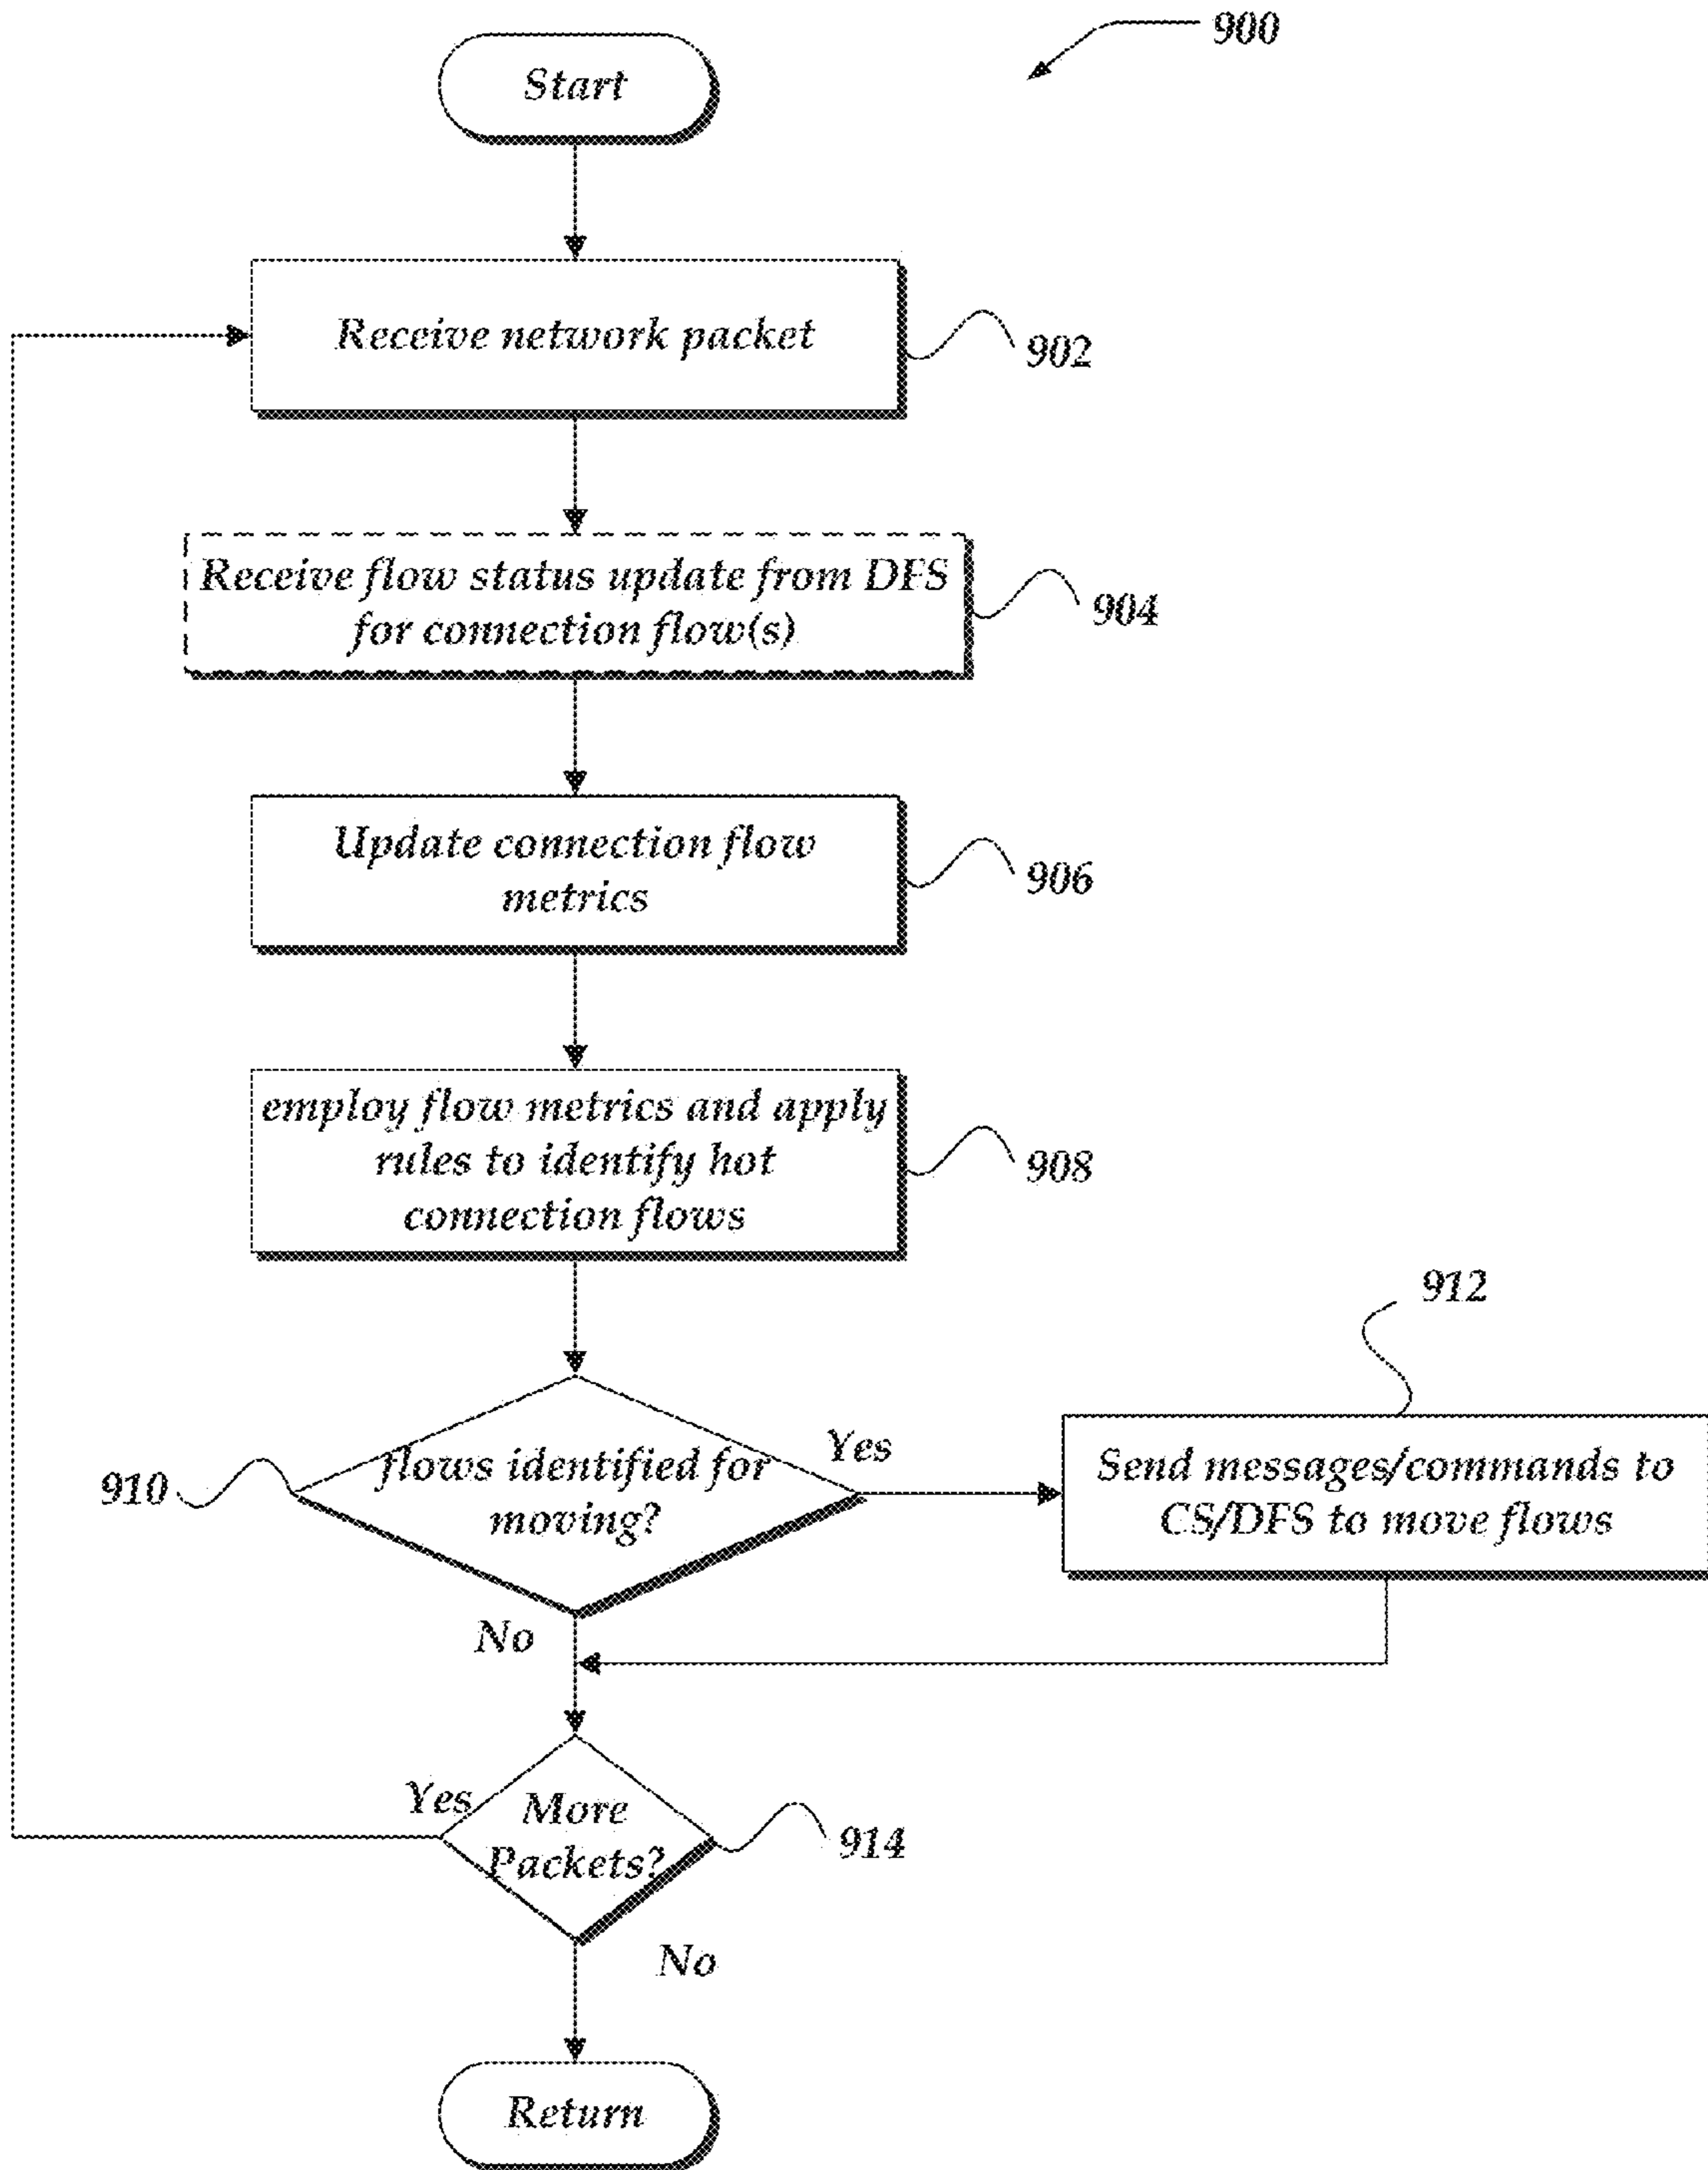 900
Start
Receive network packet
902
Receive flow status update from DFS
for connection flow(s)
904
Update connection flow
metrics
906
employ flow metrics and apply
rules to identify hot
connection flows
908
912
flows identified for
moving?
Yes
910
Send messages/commands to
CS/DFS to move flows
No
Yes
More
Packets?
914
No
Return